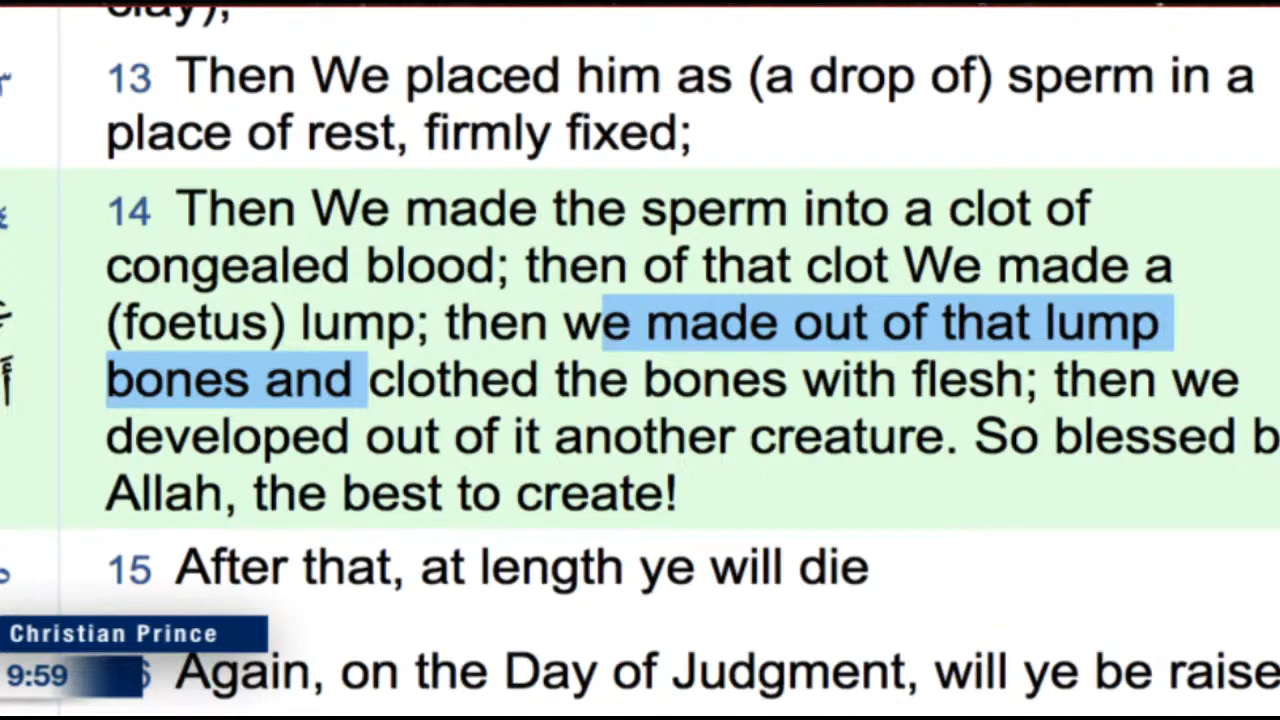 clay);
13 Then We placed him as (a drop of) sperm in a
place of rest, firmly fixed;
14 Then We made the sperm into a clot of
congealed blood; then of that clot We made a
(foetus) lump; then we made out of that lump
bones and clothed the bones with flesh; then we
developed out of it another creature. So blessed b
Allah, the best to create!
15 After that, at length ye will die
Christian Prince
9:59
6 Again, on the Day of Judgment, will ye be raise